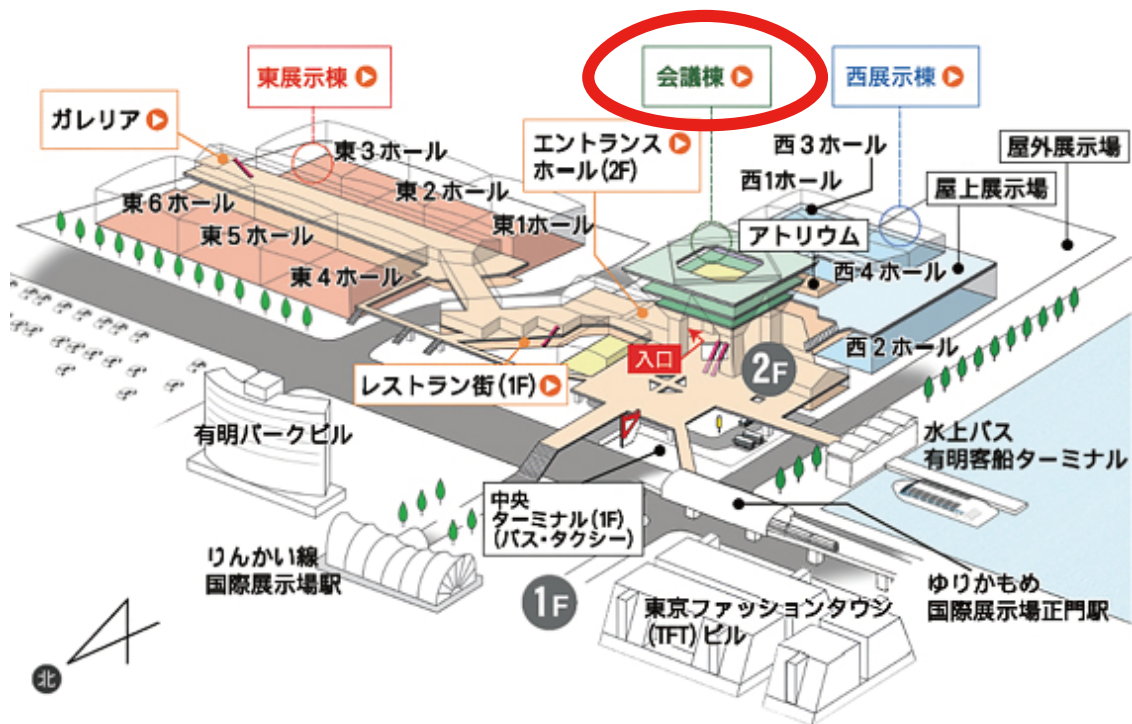 東展示棟
会議棟
西展示棟
ガレリア
エントランス
ホール(2F)
西3ホール
屋外展示場
東3ホール
西1ホール
屋上展示場
東2ホール
東6ホール
東1ホール
東5ホール
アトリウム
東4ホール
西4ホール
入口
2F
西2ホール
レストラン街(1F)
有明パークビル
水上バス
有明客船ターミナル
中央
ターミナル(1F)
(バス・タクシー)
りんかい線
国際展示場駅
1F
東京ファッションタウン
(TFT)ビル
ゆりかもめ
国際展示場正門駅
北